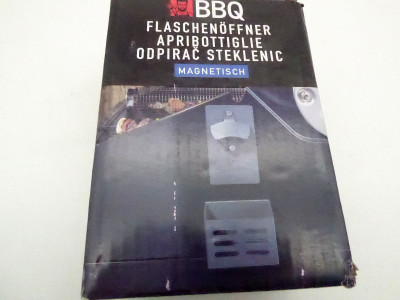 BBQ
FLASCHENÖFFNER
APRIBOTTIGLIE
ODPIRAČ STEKLENIC
MAGNETISCH